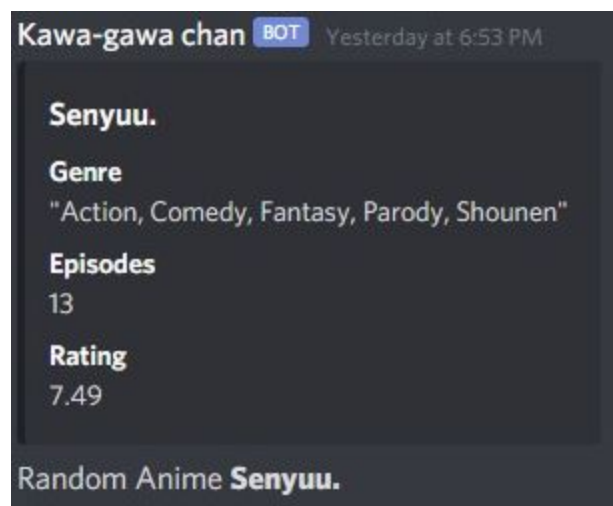 Kawa-gawa chan BOT Yesterday at 6:53 PM
Senyuu.
Genre
"Action, Comedy, Fantasy, Parody, Shounen"
Episodes
13
Rating
7.49
Random Anime Senyuu.